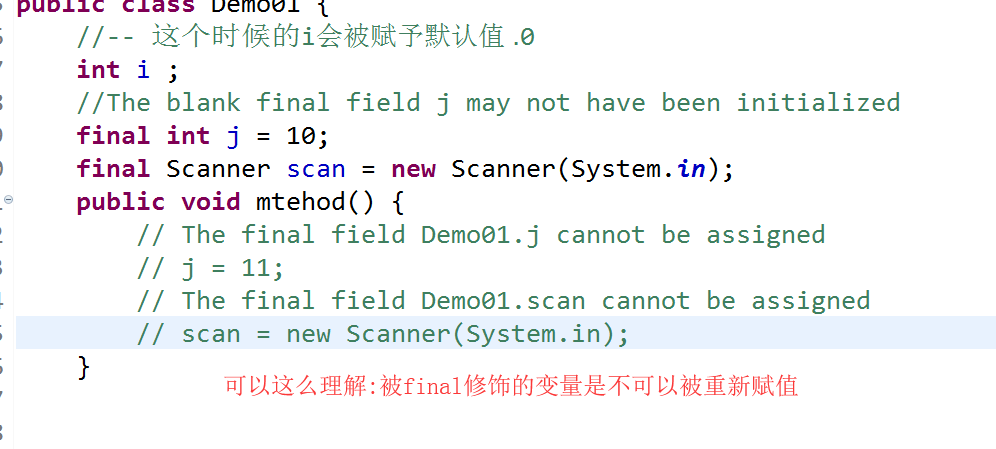 public class Demo01 {
//-- 这个时候的i会被赋予默认值 .0
int i ;
//The blank final field j may not have been initialized
final int j = 10;
final Scanner scan = new Scanner(System.in);
public void mtehod() {
// The final field Demo01.j cannot be assigned
// j = 11;
// The final field Demo01.scan cannot be assigned
// scan = new Scanner(System.in);
}
可以这么理解:被final修饰的变量是不可以被重新赋值